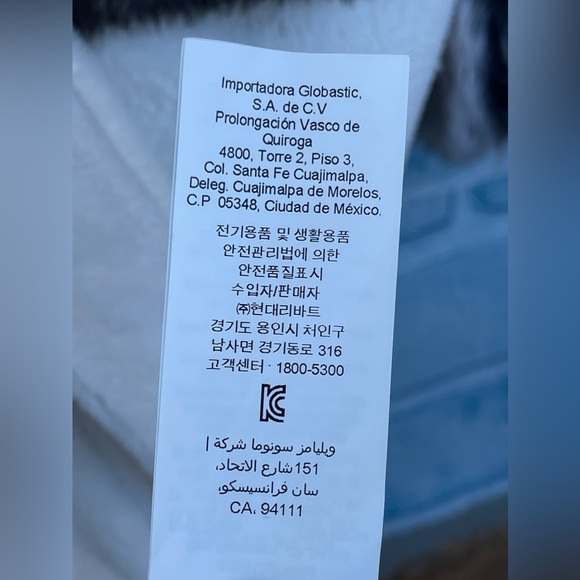 Importadora Globastic,
S.A. de C.V
Prolongación Vasco de
Quiroga
4800, Torre 2, Piso 3,
Col. Santa Fe Cuajimalpa,
Deleg. Cuajimalpa de Morelos,
C.P 05348, Ciudad de México.
전기용품 및 생활용품
안전관리법에 의한
안전품질표시
수입자/판매자
㈜현대리바트
경기도 용인시 처인구
남사면 경기동로 316
고객센터 · 1800-5300
KC
ويليامز سونوما شركة |
151 شارع الاتحاد،
سان فرانسيسكو،
CA، 94111